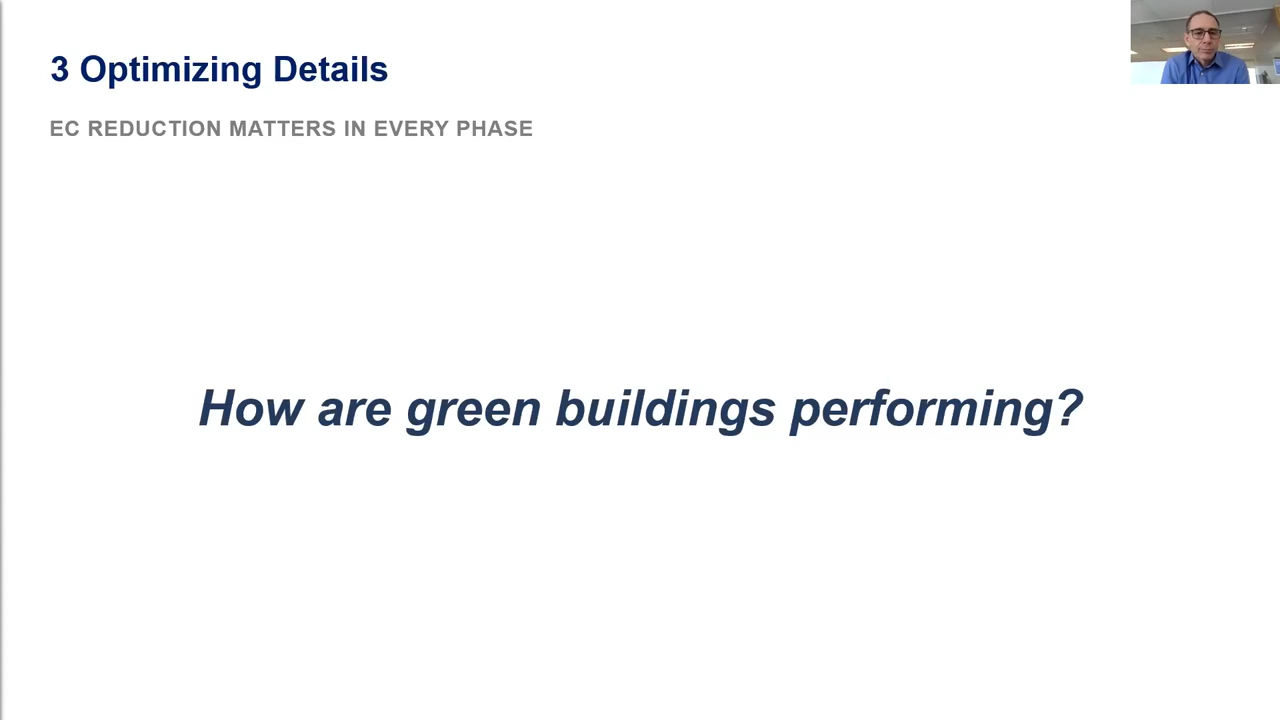 3 Optimizing Details
EC REDUCTION MATTERS IN EVERY PHASE
How are green buildings performing?